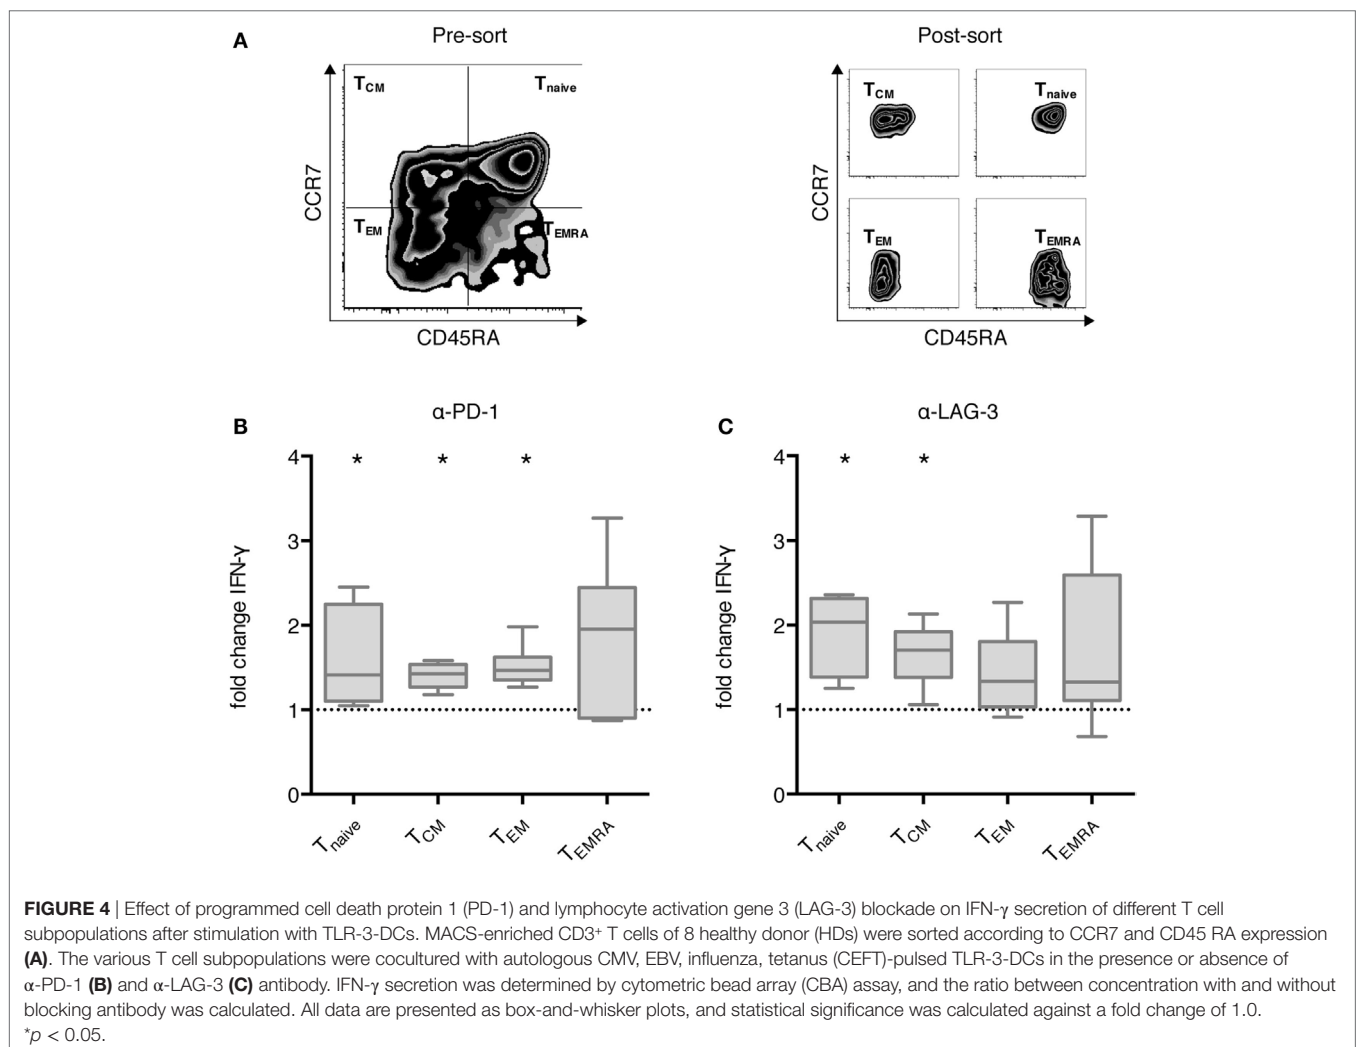 A
Pre-sort
Post-sort
TCM
Tnaive
TEM
TEMRA
CCR7
CD45RA
TCM
Tnaive
TEM
TEMRA
CCR7
CD45RA
B
α-PD-1
* * *
fold change IFN-γ
4
3
2
1
0
Tnaive
TCM
TEM
TEMRA
C
α-LAG-3
* *
fold change IFN-γ
4
3
2
1
0
Tnaive
TCM
TEM
TEMRA
FIGURE 4 | Effect of programmed cell death protein 1 (PD-1) and lymphocyte activation gene 3 (LAG-3) blockade on IFN-γ secretion of different T cell
subpopulations after stimulation with TLR-3-DCs. MACS-enriched CD3⁺ T cells of 8 healthy donor (HDs) were sorted according to CCR7 and CD45 RA expression
(A). The various T cell subpopulations were cocultured with autologous CMV, EBV, influenza, tetanus (CEFT)-pulsed TLR-3-DCs in the presence or absence of
α-PD-1 (B) and α-LAG-3 (C) antibody. IFN-γ secretion was determined by cytometric bead array (CBA) assay, and the ratio between concentration with and without
blocking antibody was calculated. All data are presented as box-and-whisker plots, and statistical significance was calculated against a fold change of 1.0.
*p < 0.05.